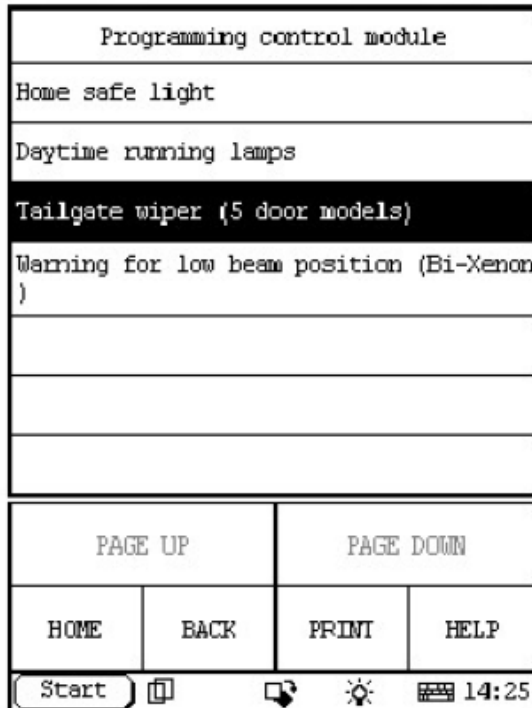 Programming control module
Home safe light
Daytime running lamps
Tailgate wiper (5 door models)
Warning for low beam position (Bi-Xenon
)
PAGE UP
PAGE DOWN
HOME
BACK
PRINT
HELP
Start
14:25